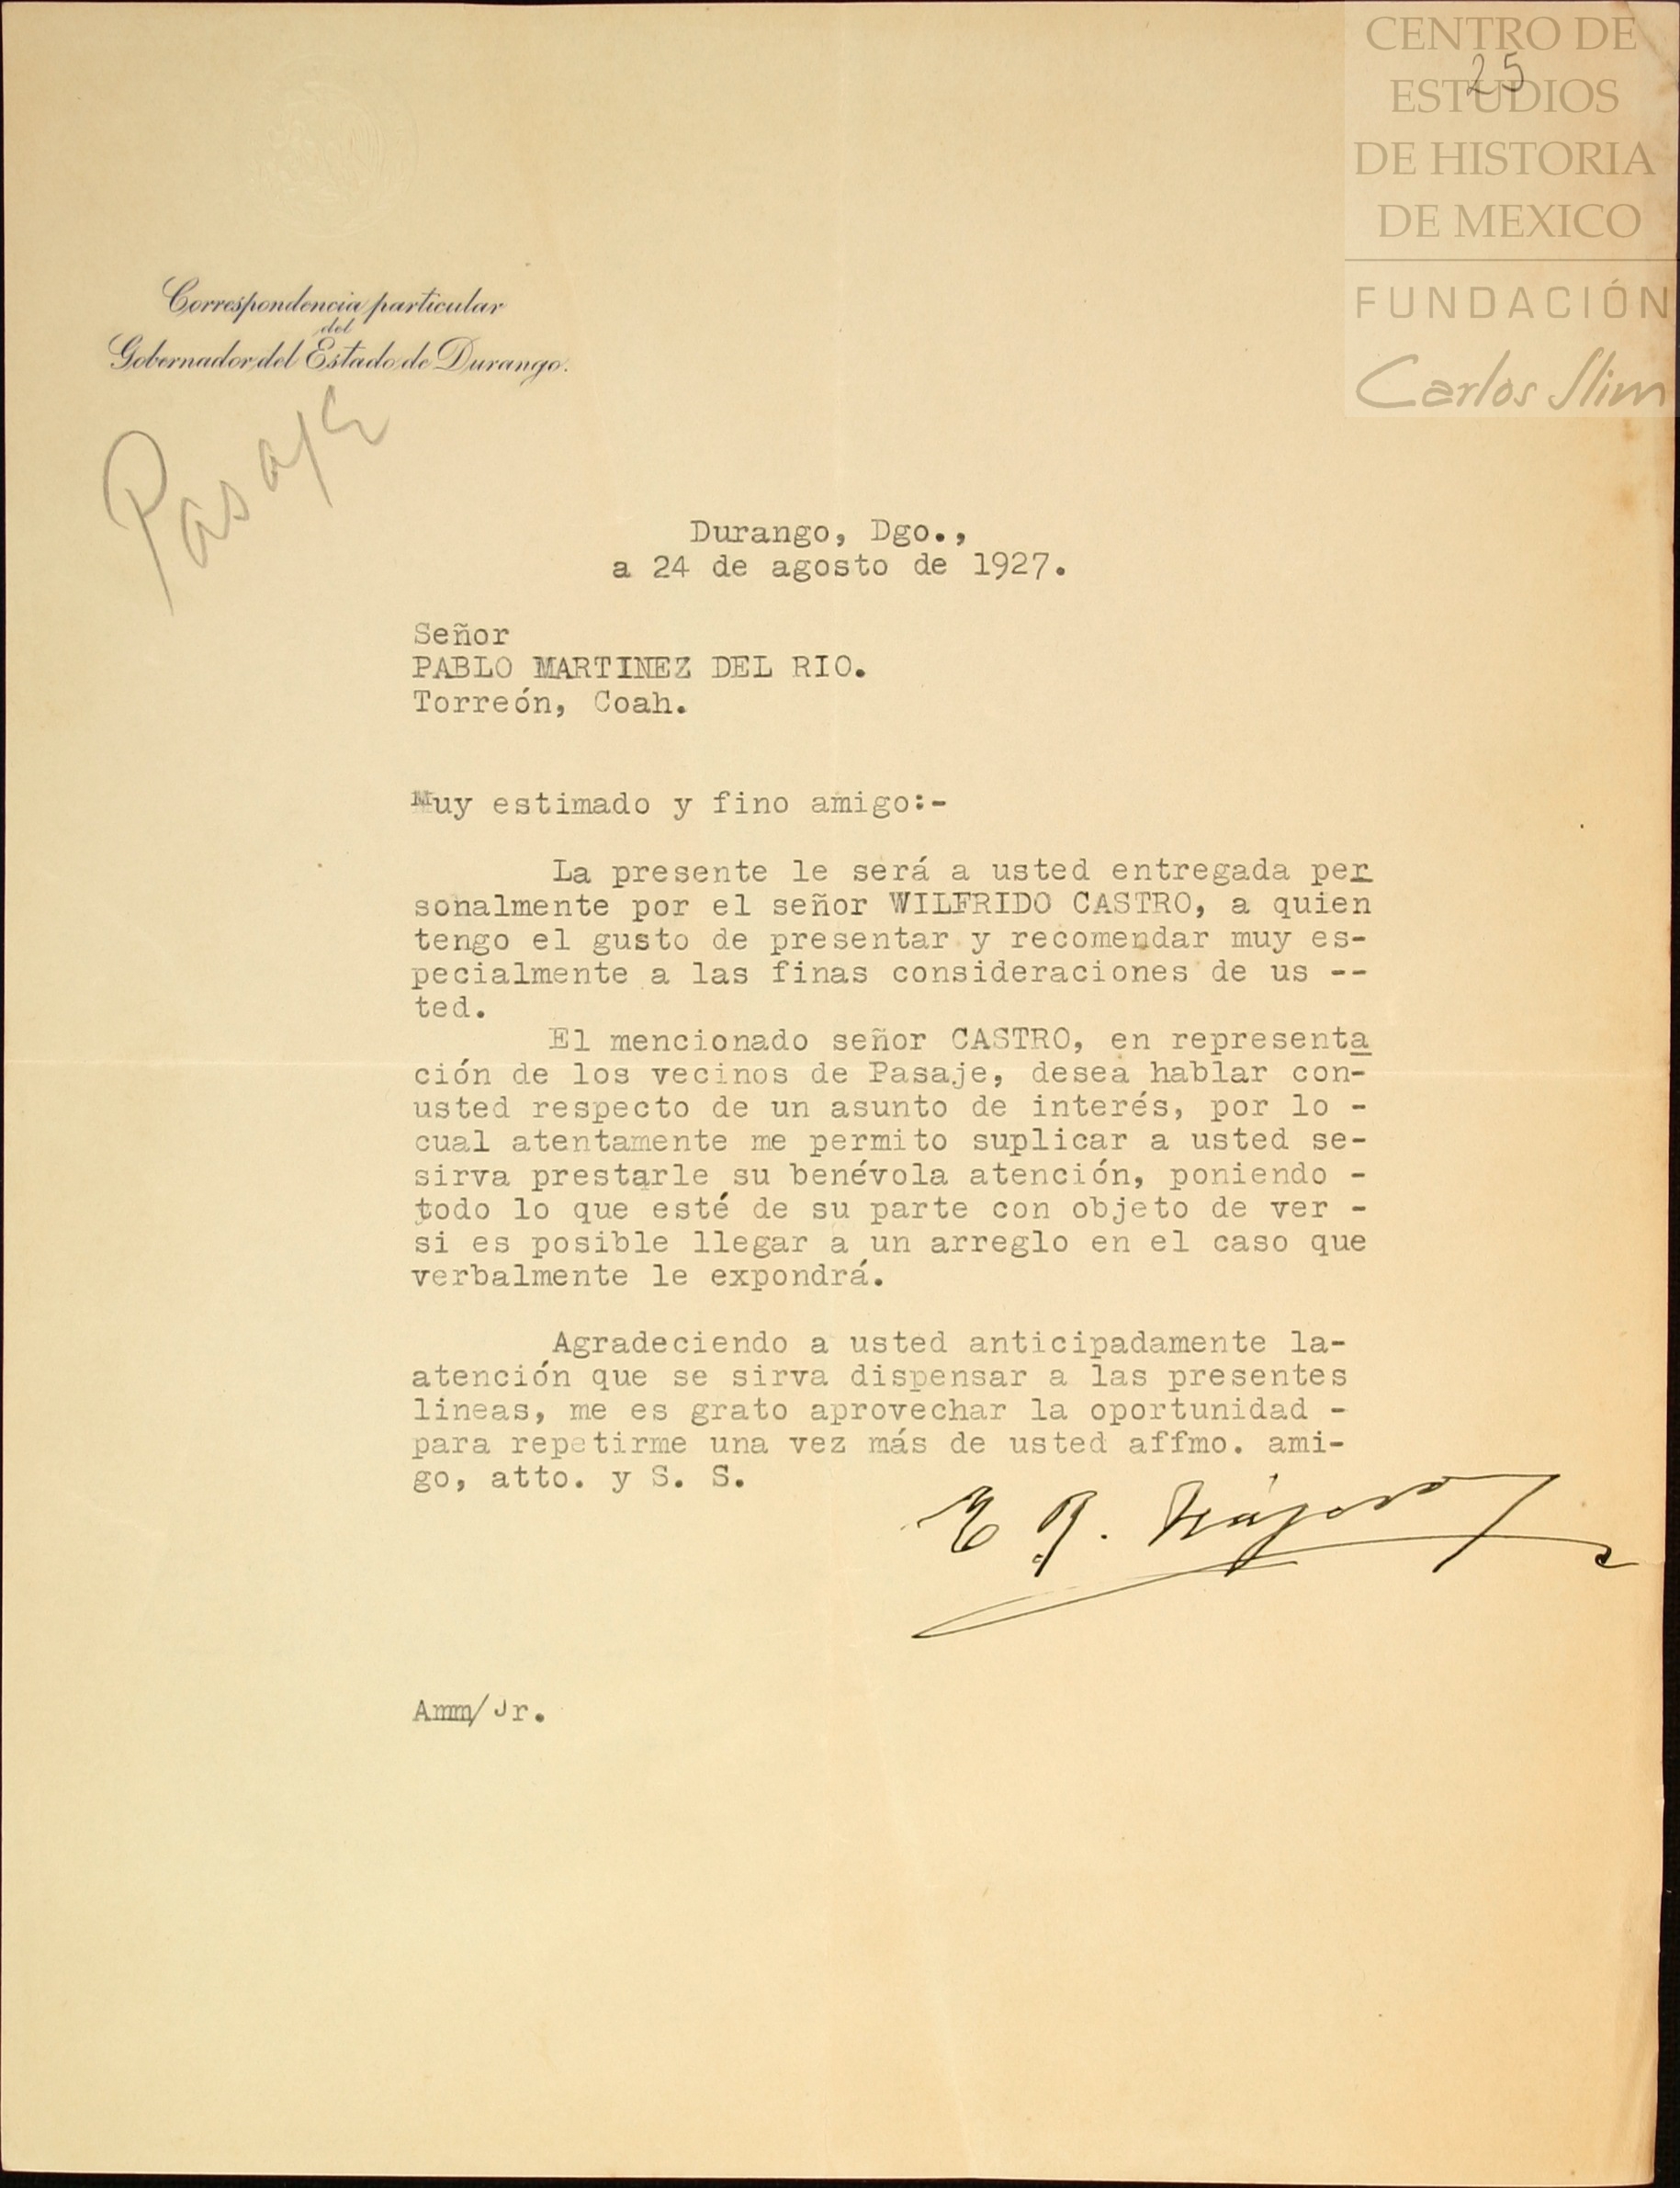 CENTRO DE
25
ESTUDIOS
DE HISTORIA
DE MEXICO
FUNDACIÓN
Carlos Slim
Correspondencia particular
del
Gobernador del Estado de Durango.
Pasaje
Durango, Dgo.,
a 24 de agosto de 1927.
Señor
PABLO MARTINEZ DEL RIO.
Torreón, Coah.
Muy estimado y fino amigo:-
La presente le será a usted entregada per
sonalmente por el señor WILFRIDO CASTRO, a quien
tengo el gusto de presentar y recomendar muy es-
pecialmente a las finas consideraciones de us --
ted.
El mencionado señor CASTRO, en representa
ción de los vecinos de Pasaje, desea hablar con-
usted respecto de un asunto de interés, por lo -
cual atentamente me permito suplicar a usted se-
sirva prestarle su benévola atención, poniendo -
todo lo que esté de su parte con objeto de ver -
si es posible llegar a un arreglo en el caso que
verbalmente le expondrá.
Agradeciendo a usted anticipadamente la-
atención que se sirva dispensar a las presentes
lineas, me es grato aprovechar la oportunidad -
para repetirme una vez más de usted affmo. ami-
go, atto. y S. S.
Nájera
Amm/Jr.